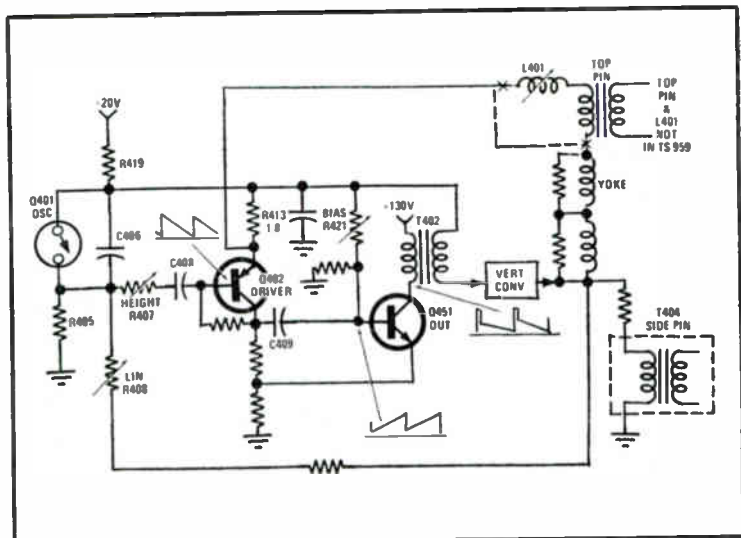 L401
TOP
PIN
TOP
PIN
&
L401
NOT
IN TS 959
-20V
R419
Q401
OSC
C406
R413
1.0
BIAS
R421
+130V
T402
YOKE
C408
Q402
DRIVER
VERT
CONV
HEIGHT
R407
Q451
OUT
C409
R405
T404
SIDE PIN
LIN
R408